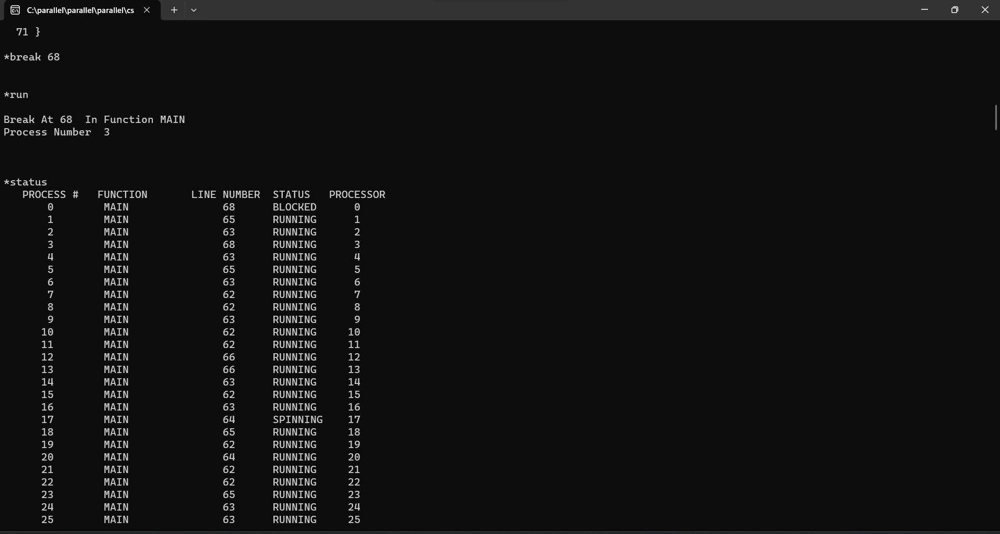 C:\parallel\parallel\parallel\cs
71 }
*break 68
*run
Break At 68  In Function MAIN
Process Number  3
*status
PROCESS #   FUNCTION       LINE NUMBER  STATUS   PROCESSOR
0        MAIN               68      BLOCKED      0
1        MAIN               65      RUNNING      1
2        MAIN               63      RUNNING      2
3        MAIN               68      RUNNING      3
4        MAIN               63      RUNNING      4
5        MAIN               65      RUNNING      5
6        MAIN               63      RUNNING      6
7        MAIN               62      RUNNING      7
8        MAIN               62      RUNNING      8
9        MAIN               63      RUNNING      9
10        MAIN               62      RUNNING     10
11        MAIN               62      RUNNING     11
12        MAIN               66      RUNNING     12
13        MAIN               66      RUNNING     13
14        MAIN               63      RUNNING     14
15        MAIN               62      RUNNING     15
16        MAIN               63      RUNNING     16
17        MAIN               64      SPINNING    17
18        MAIN               65      RUNNING     18
19        MAIN               62      RUNNING     19
20        MAIN               64      RUNNING     20
21        MAIN               62      RUNNING     21
22        MAIN               62      RUNNING     22
23        MAIN               65      RUNNING     23
24        MAIN               63      RUNNING     24
25        MAIN               63      RUNNING     25